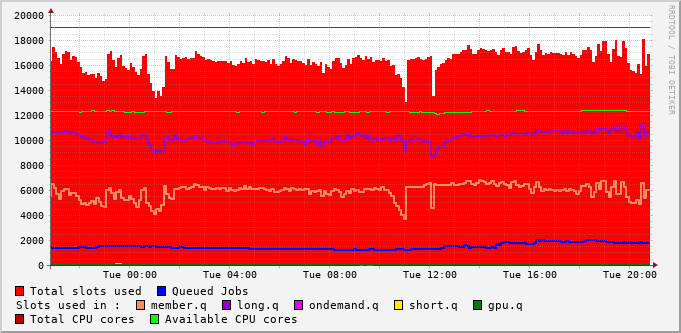 20000
18000
16000
14000
12000
10000
8000
6000
4000
2000
0
Tue 00:00 Tue 04:00 Tue 08:00 Tue 12:00 Tue 16:00 Tue 20:00
RRDTOOL / TOBI OETIKER
Total slots used Queued Jobs
Slots used in : member.q long.q ondemand.q short.q gpu.q
Total CPU cores Available CPU cores